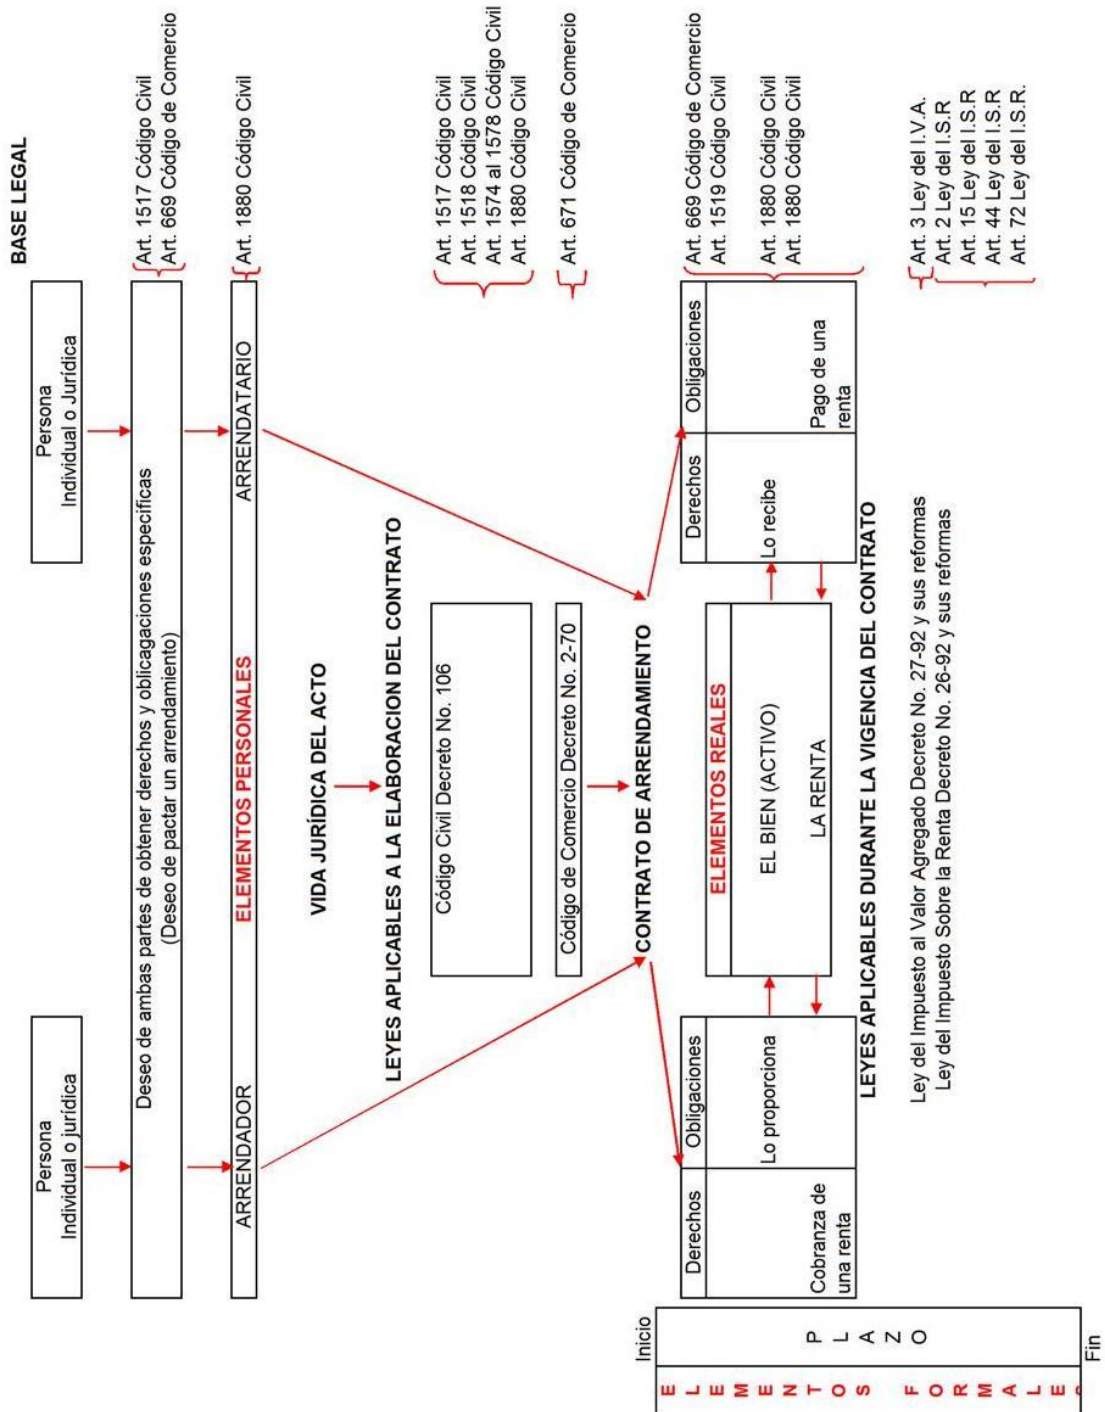 BASE LEGAL
Persona
Individual o jurídica
Persona
Individual o Jurídica
Deseo de ambas partes de obtener derechos y oblicagaciones especificas
(Deseo de pactar un arrendamiento)
Art. 1517 Código Civil
Art. 669 Código de Comercio
ARRENDADOR
ELEMENTOS PERSONALES
ARRENDATARIO
Art. 1880 Código Civil
VIDA JURÍDICA DEL ACTO
LEYES APLICABLES A LA ELABORACION DEL CONTRATO
Código Civil Decreto No. 106
Art. 1517 Código Civil
Art. 1518 Código Civil
Art. 1574 al 1578 Código Civil
Art. 1880 Código Civil
Código de Comercio Decreto No. 2-70
Art. 671 Código de Comercio
CONTRATO DE ARRENDAMIENTO
Inicio
ELEMENTOS FORMALES
PLAZO
Fin
Derechos
Obligaciones
Lo proporciona
Cobranza de
una renta
ELEMENTOS REALES
EL BIEN (ACTIVO)
LA RENTA
Derechos
Obligaciones
Lo recibe
Pago de una
renta
Art. 669 Código de Comercio
Art. 1519 Código Civil
Art. 1880 Código Civil
Art. 1880 Código Civil
LEYES APLICABLES DURANTE LA VIGENCIA DEL CONTRATO
Ley del Impuesto al Valor Agregado Decreto No. 27-92 y sus reformas
Ley del Impuesto Sobre la Renta Decreto No. 26-92 y sus reformas
Art. 3 Ley del I.V.A.
Art. 2 Ley del I.S.R
Art. 15 Ley del I.S.R
Art. 44 Ley del I.S.R
Art. 72 Ley del I.S.R.